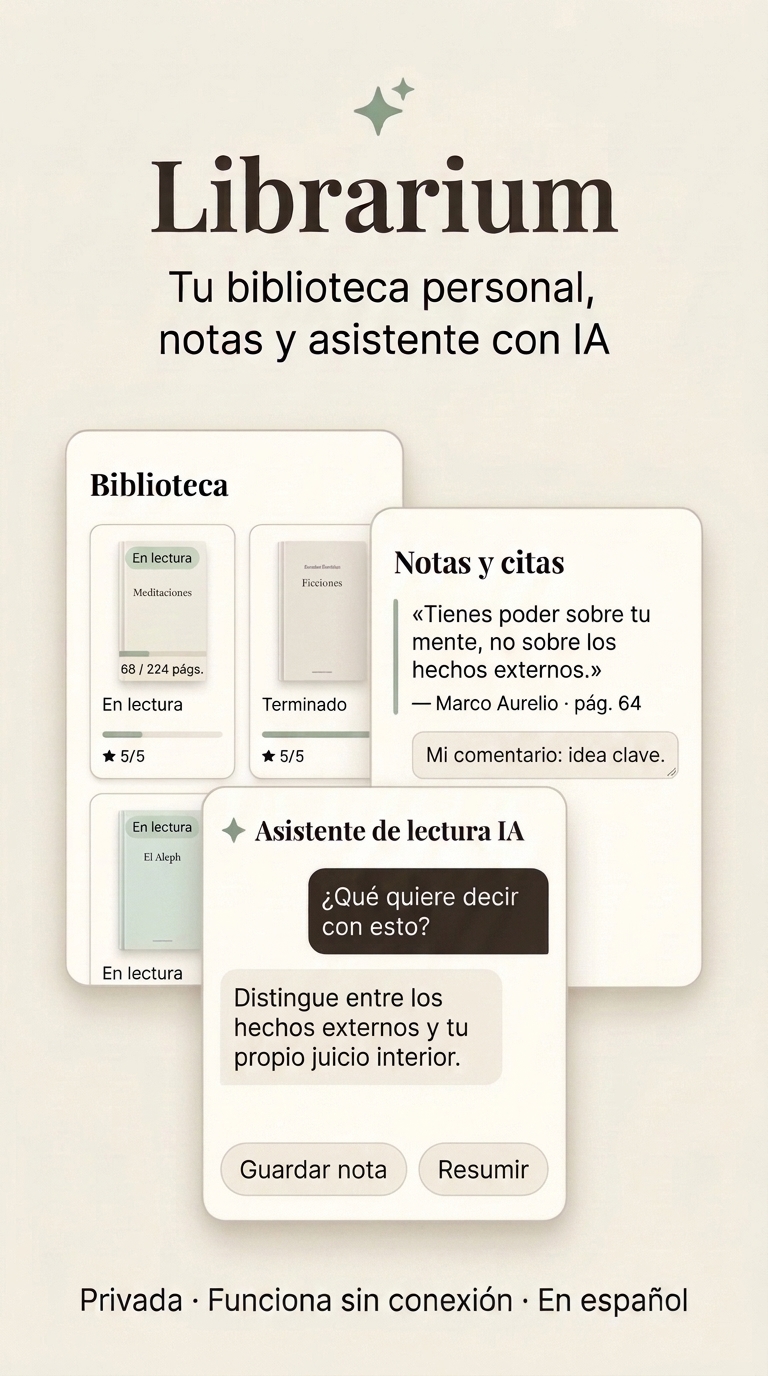 Librarium
Tu biblioteca personal,
notas y asistente con IA
Biblioteca
En lectura
Meditaciones
68 / 224 págs.
En lectura
★ 5/5
Ficciones
Terminado
★ 5/5
En lectura
El Aleph
En lectura
Notas y citas
«Tienes poder sobre tu
mente, no sobre los
hechos externos.»
— Marco Aurelio · pág. 64
Mi comentario: idea clave.
Asistente de lectura IA
¿Qué quiere decir
con esto?
Distingue entre los
hechos externos y tu
propio juicio interior.
Guardar nota
Resumir
Privada · Funciona sin conexión · En español